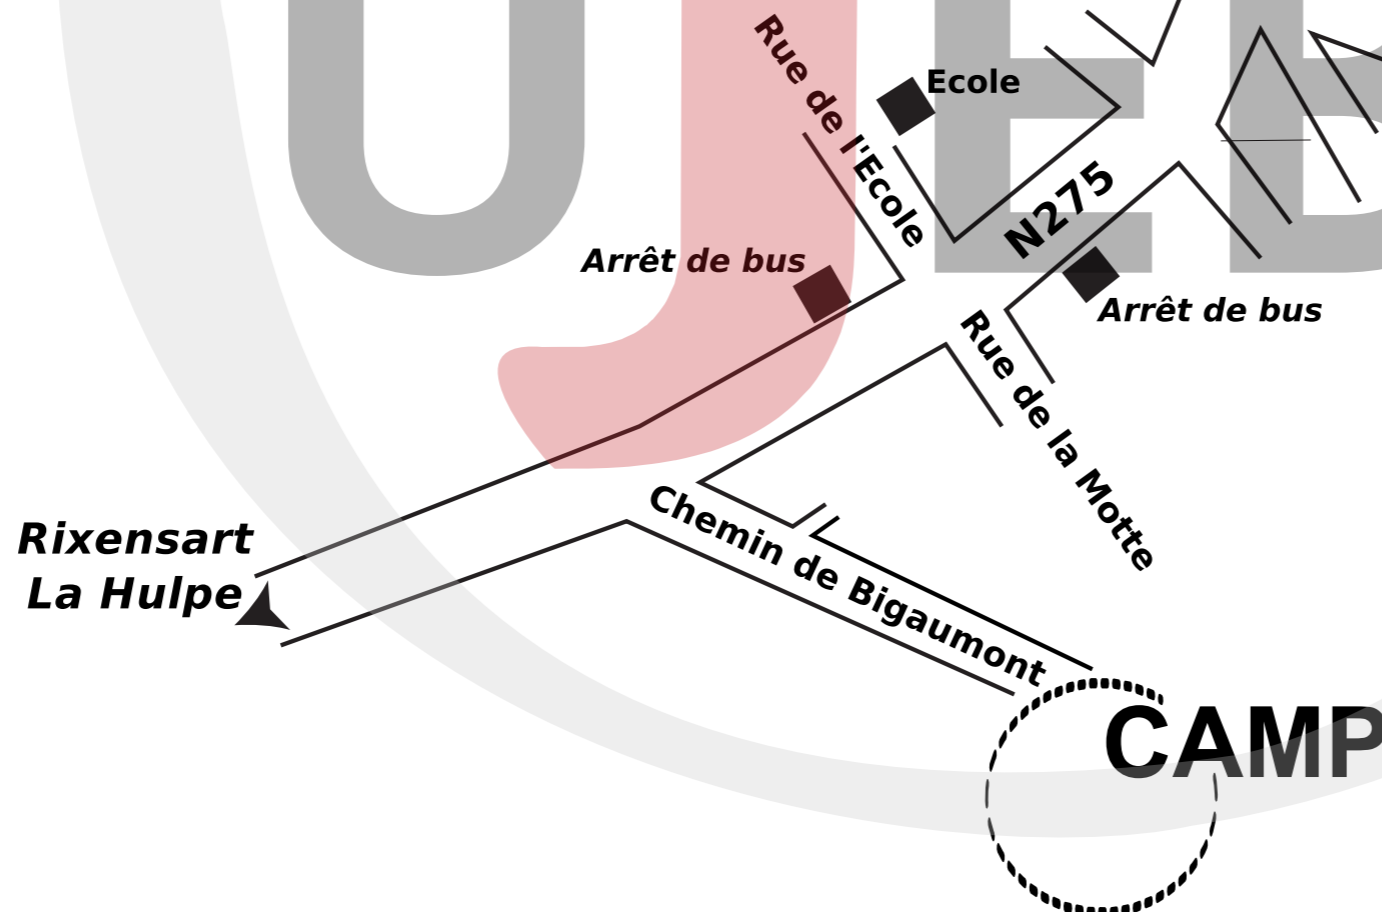 UJEB
Rue de l'Ecole
Ecole
N275
Arrêt de bus
Arrêt de bus
Rue de la Motte
Chemin de Bigaumont
Rixensart
La Hulpe
CAMP